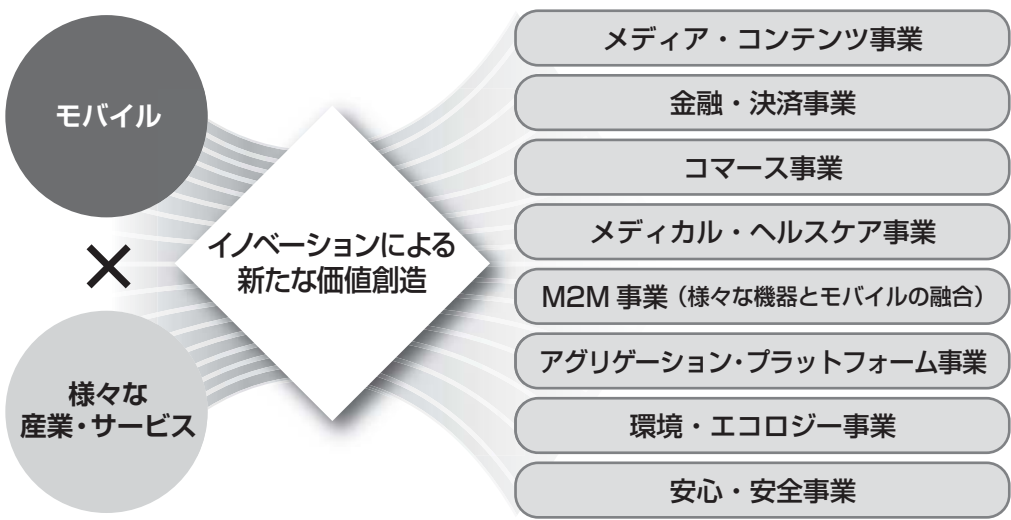 モバイル
×
様々な
産業・サービス
イノベーションによる
新たな価値創造
メディア・コンテンツ事業
金融・決済事業
コマース事業
メディカル・ヘルスケア事業
M2M 事業（様々な機器とモバイルの融合）
アグリゲーション・プラットフォーム事業
環境・エコロジー事業
安心・安全事業